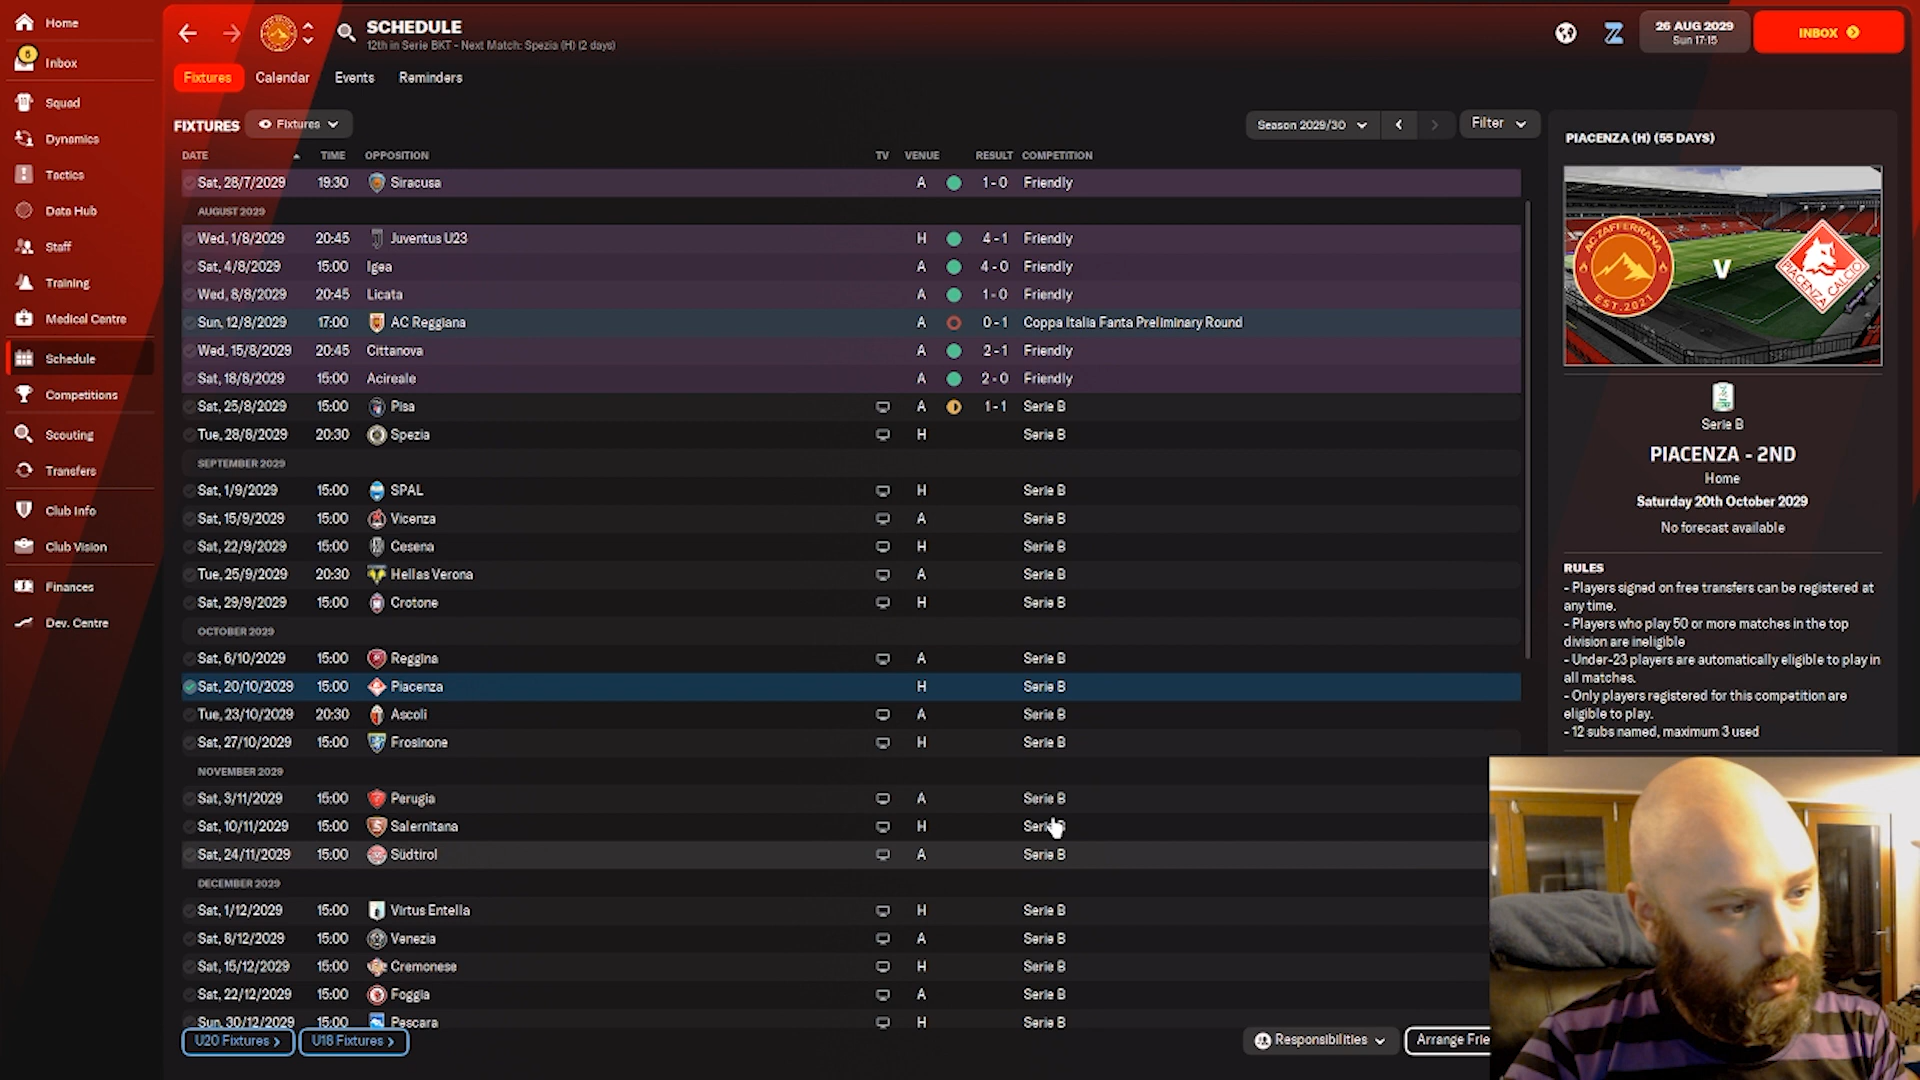 Home
Inbox
6
Squad
Dynamics
Tactics
Data Hub
Staff
Training
Medical Centre
Schedule
Competitions
Scouting
Transfers
Club Info
Club Vision
Finances
Dev. Centre
SCHEDULE
12th in Serie BKT - Next Match: Spezia (H) (2 days)
26 AUG 2029
Sun 17:15
INBOX
Fixtures Calendar Events Reminders
FIXTURES Fixtures
Season 2029/30 Filter
DATE TIME OPPOSITION TV VENUE RESULT COMPETITION
Sat, 28/7/2029 19:30 Siracusa A 1 - 0 Friendly
AUGUST 2029
Wed, 1/8/2029 20:45 Juventus U23 H 4 - 1 Friendly
Sat, 4/8/2029 15:00 Igea A 4 - 0 Friendly
Wed, 8/8/2029 20:45 Licata A 1 - 0 Friendly
Sun, 12/8/2029 17:00 AC Reggiana A 0 - 1 Coppa Italia Fanta Preliminary Round
Wed, 15/8/2029 20:45 Cittanova A 2 - 1 Friendly
Sat, 18/8/2029 15:00 Acireale A 2 - 0 Friendly
Sat, 25/8/2029 15:00 Pisa A 1 - 1 Serie B
Tue, 28/8/2029 20:30 Spezia H Serie B
SEPTEMBER 2029
Sat, 1/9/2029 15:00 SPAL H Serie B
Sat, 15/9/2029 15:00 Vicenza A Serie B
Sat, 22/9/2029 15:00 Cesena H Serie B
Tue, 25/9/2029 20:30 Hellas Verona A Serie B
Sat, 29/9/2029 15:00 Crotone H Serie B
OCTOBER 2029
Sat, 6/10/2029 15:00 Reggina A Serie B
Sat, 20/10/2029 15:00 Piacenza H Serie B
Tue, 23/10/2029 20:30 Ascoli A Serie B
Sat, 27/10/2029 15:00 Frosinone H Serie B
NOVEMBER 2029
Sat, 3/11/2029 15:00 Perugia A Serie B
Sat, 10/11/2029 15:00 Salernitana H Serie B
Sat, 24/11/2029 15:00 Südtirol A Serie B
DECEMBER 2029
Sat, 1/12/2029 15:00 Virtus Entella H Serie B
Sat, 8/12/2029 15:00 Venezia A Serie B
Sat, 15/12/2029 15:00 Cremonese H Serie B
Sat, 22/12/2029 15:00 Foggia A Serie B
Sun, 30/12/2029 15:00 Pescara H Serie B
U20 Fixtures U18 Fixtures
Responsibilities Arrange Frie
PIACENZA (H) (55 DAYS)
AC ZAFFERRANA
EST. 2021
V
PIACENZA CALCIO
Serie B
PIACENZA - 2ND
Home
Saturday 20th October 2029
No forecast available
RULES
- Players signed on free transfers can be registered at
any time.
- Players who play 50 or more matches in the top
division are ineligible
- Under-23 players are automatically eligible to play in
all matches.
- Only players registered for this competition are
eligible to play.
- 12 subs named, maximum 3 used